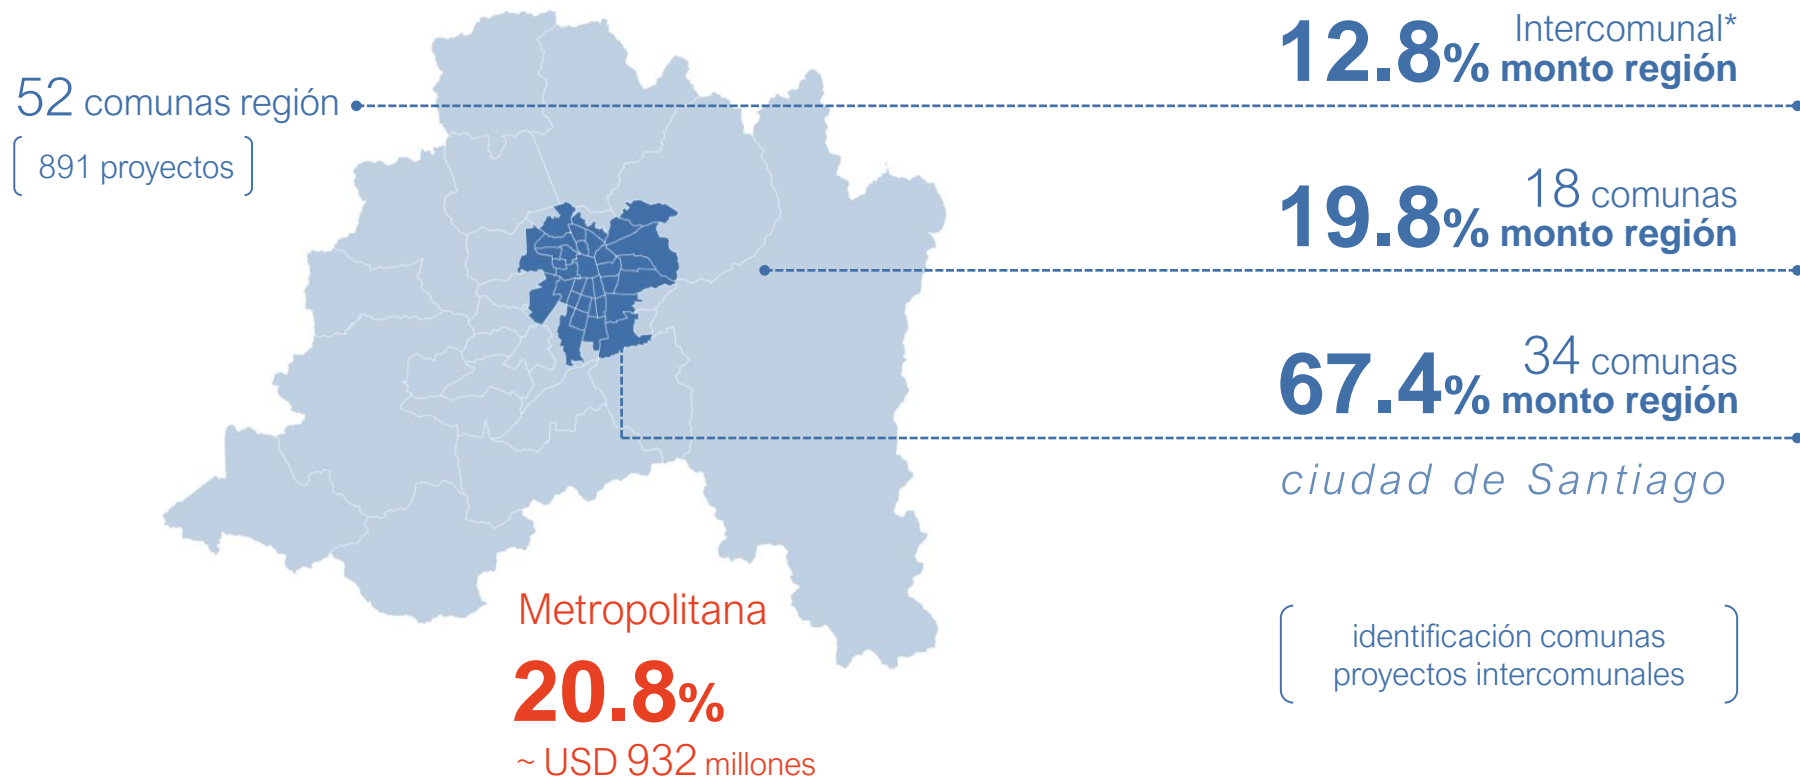 52 comunas región
891 proyectos
12.8% Intercomunal*
monto región
19.8% 18 comunas
monto región
67.4% 34 comunas
monto región
ciudad de Santiago
Metropolitana
20.8%
~ USD 932 millones
identificación comunas
proyectos intercomunales